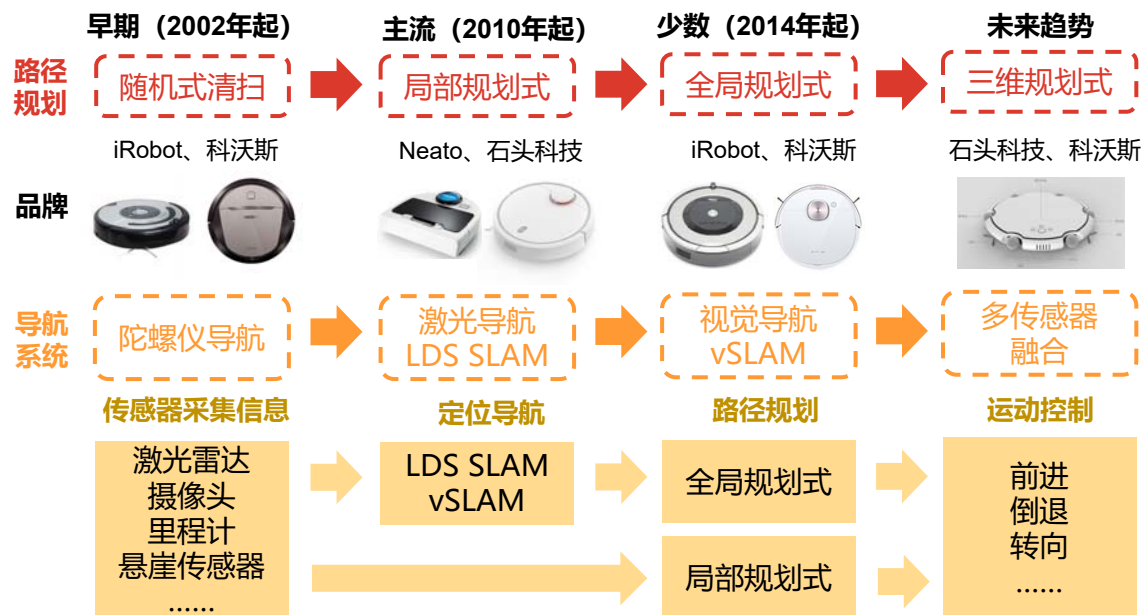 早期（2002年起）
主流（2010年起）
少数（2014年起）
未来趋势
路径
规划
随机式清扫
局部规划式
全局规划式
三维规划式
iRobot、科沃斯
Neato、石头科技
iRobot、科沃斯
石头科技、科沃斯
品牌
导航
系统
陀螺仪导航
激光导航
LDS SLAM
视觉导航
vSLAM
多传感器
融合
传感器采集信息
定位导航
路径规划
运动控制
激光雷达
摄像头
里程计
悬崖传感器
......
LDS SLAM
vSLAM
全局规划式
局部规划式
前进
倒退
转向
......